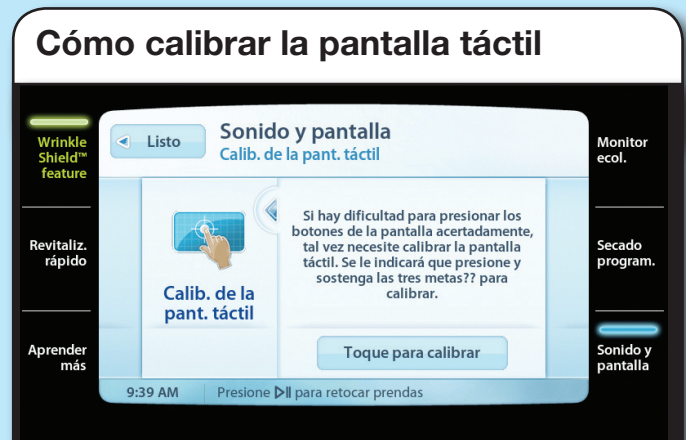 Cómo calibrar la pantalla táctil
Wrinkle
Shield™
feature
Revitaliz.
rápido
Aprender
más
Listo
Sonido y pantalla
Calib. de la pant. táctil
Calib. de la
pant. táctil
Si hay dificultad para presionar los
botones de la pantalla acertadamente,
tal vez necesite calibrar la pantalla
táctil. Se le indicará que presione y
sostenga las tres metas?? para
calibrar.
Toque para calibrar
9:39 AM
Presione ▷‖ para retocar prendas
Monitor
ecol.
Secado
program.
Sonido y
pantalla